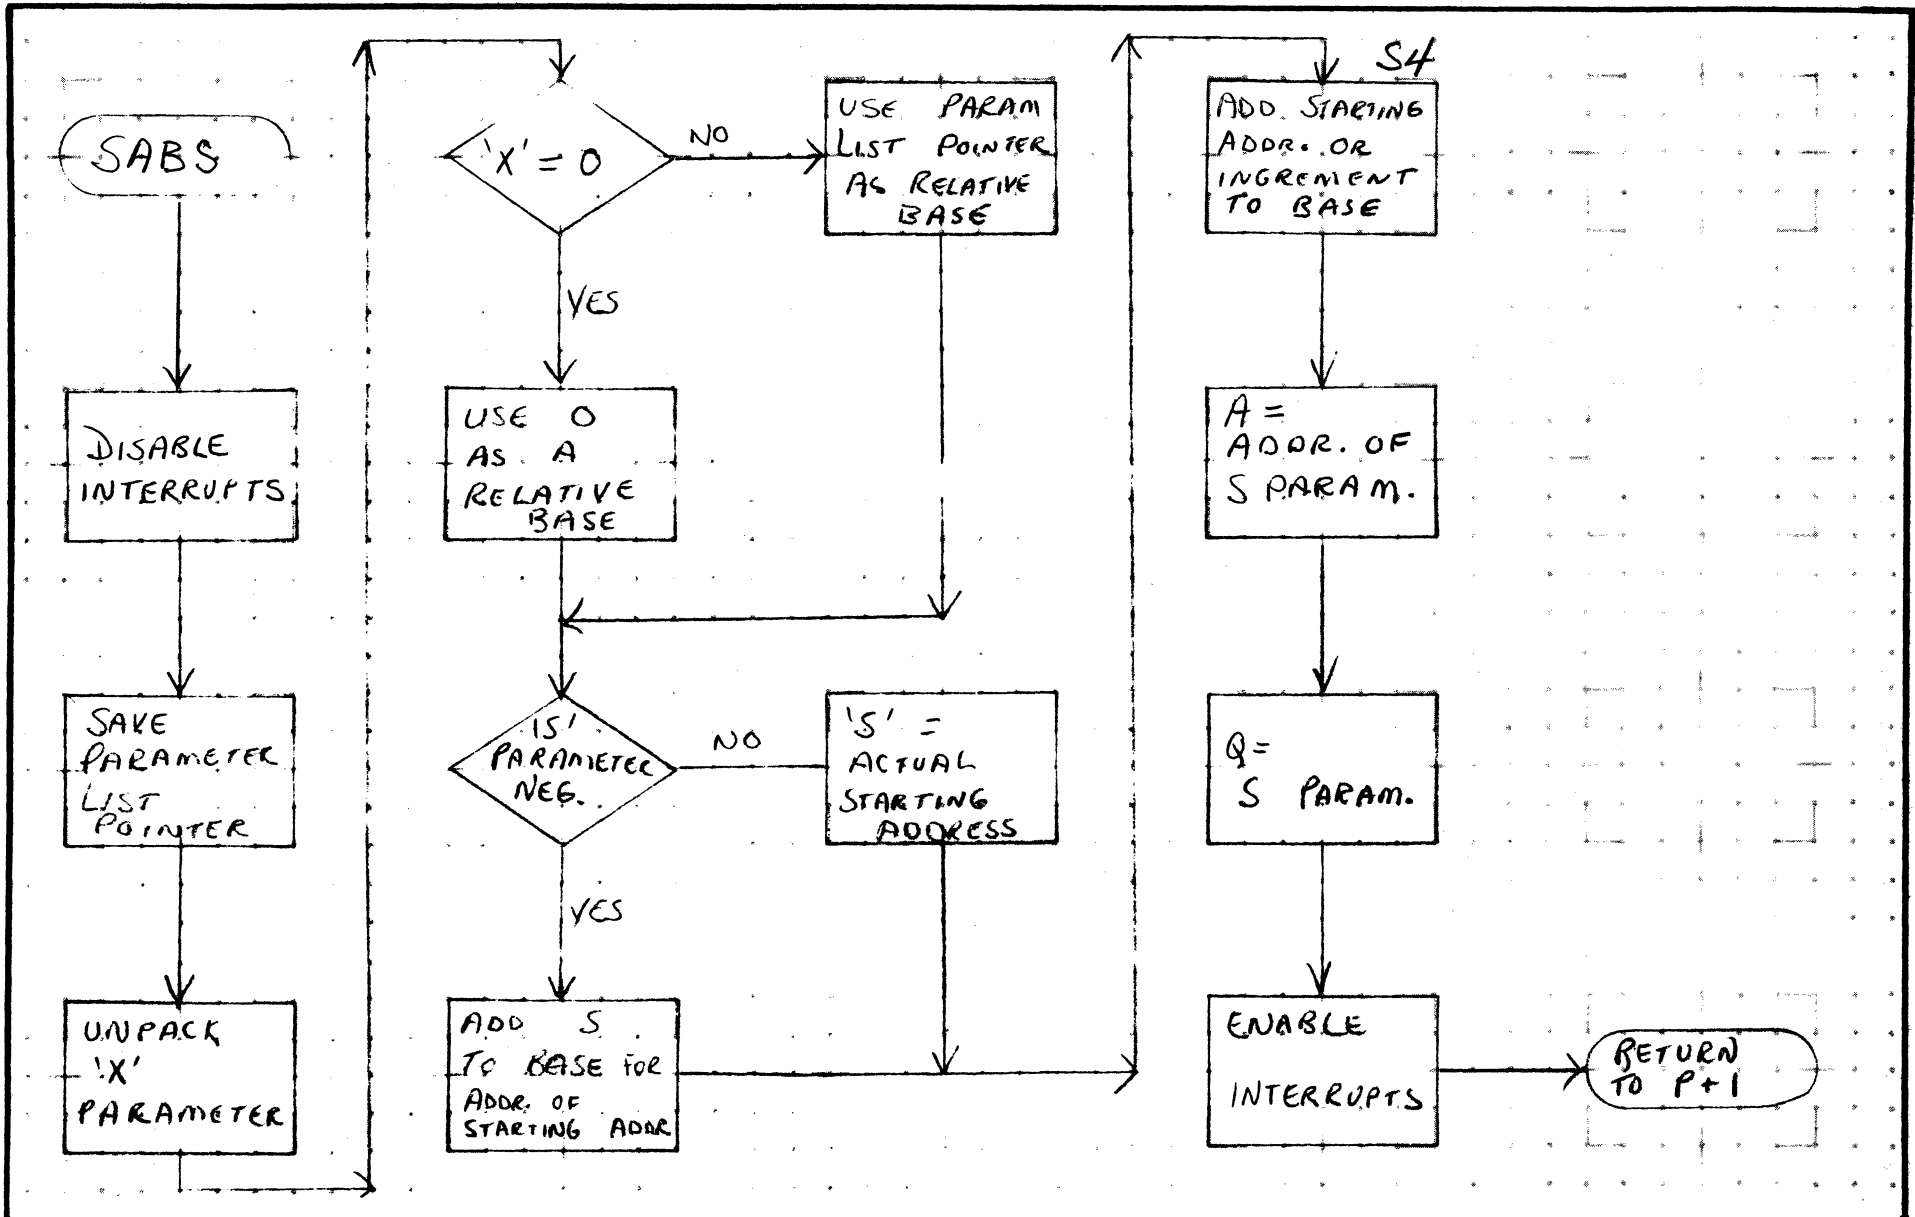 SABS
DISABLE
INTERRUPTS
SAVE
PARAMETER
LIST
POINTER
UNPACK
'X'
PARAMETER
'X' = 0
NO
YES
USE PARAM
LIST POINTER
AS RELATIVE
BASE
USE 0
AS A
RELATIVE
BASE
'S'
PARAMETER
NEG.
NO
YES
'S' =
ACTUAL
STARTING
ADDRESS
ADD S
TO BASE FOR
ADDR. OF
STARTING ADDR
S4
ADD STARTING
ADDR. OR
INCREMENT
TO BASE
A =
ADDR. OF
S PARAM.
Q =
S PARAM.
ENABLE
INTERRUPTS
RETURN
TO P+1